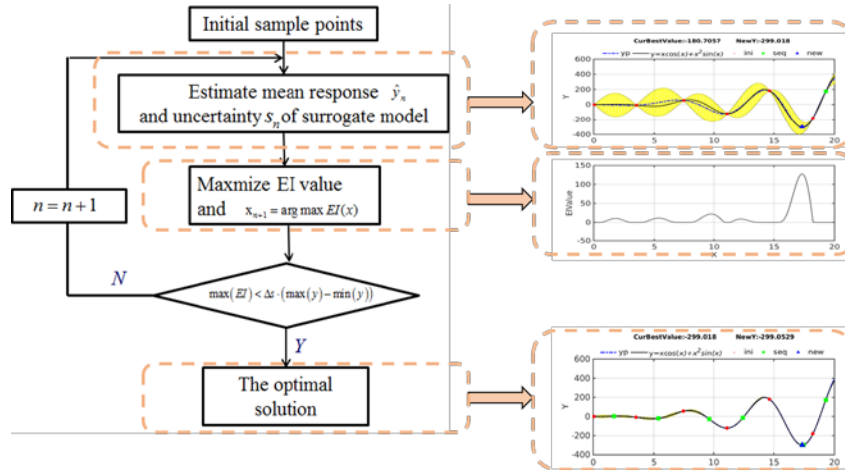 Initial sample points
Estimate mean response ŷₙ
and uncertainty sₙ of surrogate model
Maxmize EI value
and xₙ₊₁ = arg max EI(x)
n = n + 1
N
max(EI) < Δs · (max(y) − min(y))
Y
The optimal
solution
CurBestValue:-180.7057 NewY:-299.018
yp y=xcos(x)+x²sin(x) ini seq new
600
400
200
0
-200
-400
Y
0 5 10 15 20
150
100
50
0
-50
EIValue
0 5 10 15 20
X
CurBestValue:-299.018 NewY:-299.0529
yp y=xcos(x)+x²sin(x) ini seq new
600
400
200
0
-200
-400
Y
0 5 10 15 20